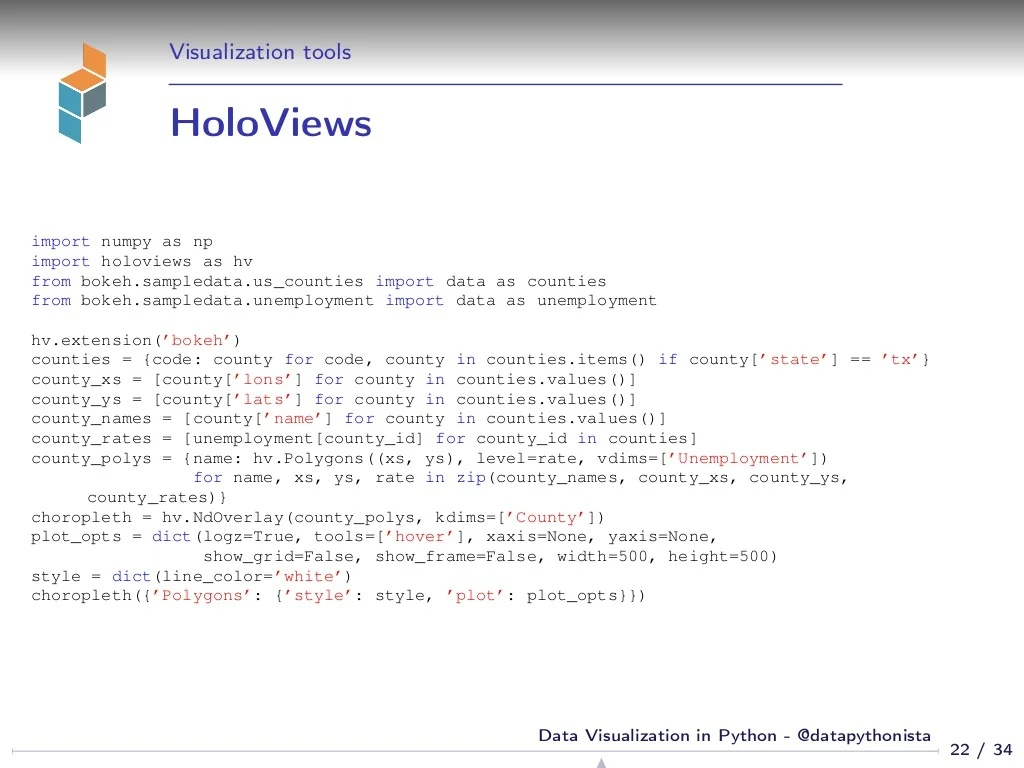 Visualization tools
HoloViews
import numpy as np
import holoviews as hv
from bokeh.sampledata.us_counties import data as counties
from bokeh.sampledata.unemployment import data as unemployment
hv.extension(’bokeh’)
counties = {code: county for code, county in counties.items() if county[’state’] == ’tx’}
county_xs = [county[’lons’] for county in counties.values()]
county_ys = [county[’lats’] for county in counties.values()]
county_names = [county[’name’] for county in counties.values()]
county_rates = [unemployment[county_id] for county_id in counties]
county_polys = {name: hv.Polygons((xs, ys), level=rate, vdims=[’Unemployment’])
for name, xs, ys, rate in zip(county_names, county_xs, county_ys,
county_rates)}
choropleth = hv.NdOverlay(county_polys, kdims=[’County’])
plot_opts = dict(logz=True, tools=[’hover’], xaxis=None, yaxis=None,
show_grid=False, show_frame=False, width=500, height=500)
style = dict(line_color=’white’)
choropleth({’Polygons’: {’style’: style, ’plot’: plot_opts}})
Data Visualization in Python - @datapythonista
22 / 34